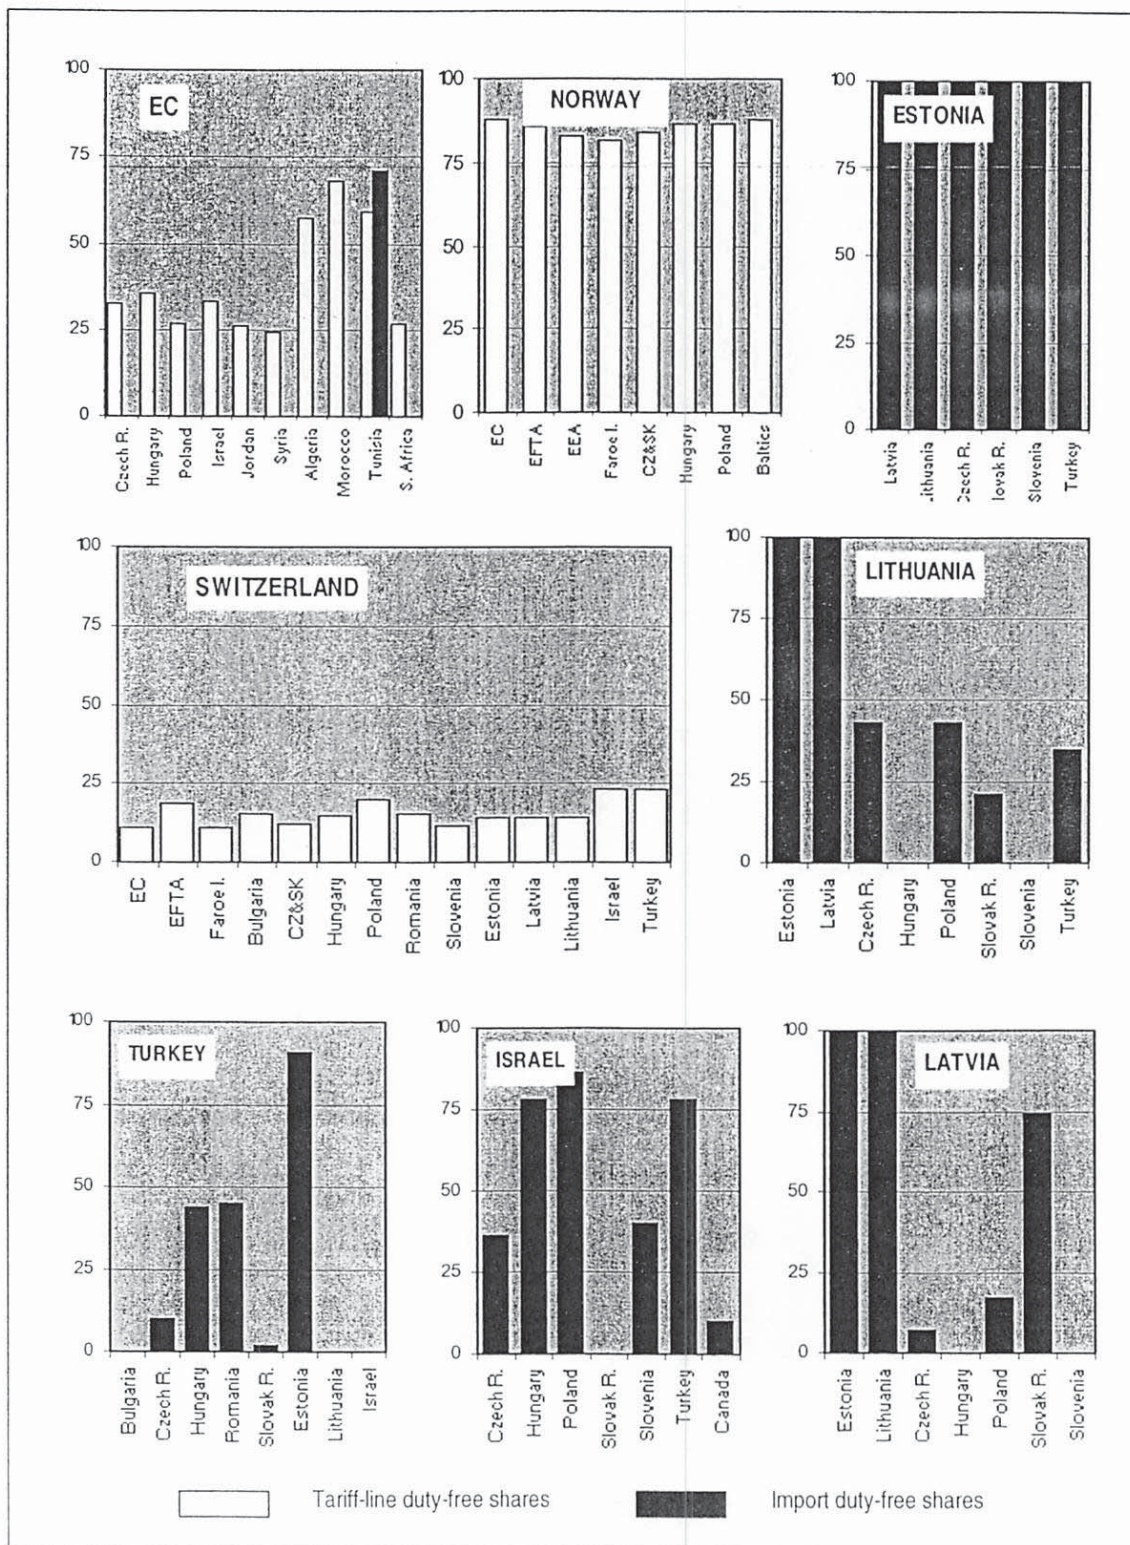 EC
100
75
50
25
0
Czech R.
Hungary
Poland
Israel
Jordan
Syria
Algeria
Morocco
Tunisia
S. Africa
NORWAY
100
75
50
25
0
EC
EFTA
EEA
Faroe I.
CZ&SK
Hungary
Poland
Baltics
ESTONIA
100
75
50
25
0
Latvia
.ithuania
Czech R.
lovak R.
Slovenia
Turkey
SWITZERLAND
100
75
50
25
0
EC
EFTA
Faroe I.
Bulgaria
CZ&SK
Hungary
Poland
Romania
Slovenia
Estonia
Latvia
Lithuania
Israel
Turkey
LITHUANIA
100
75
50
25
0
Estonia
Latvia
Czech R.
Hungary
Poland
Slovak R.
Slovenia
Turkey
TURKEY
100
75
50
25
0
Bulgaria
Czech R.
Hungary
Romania
Slovak R.
Estonia
Lithuania
Israel
ISRAEL
100
75
50
25
0
Czech R.
Hungary
Poland
Slovak R.
Slovenia
Turkey
Canada
LATVIA
100
75
50
25
0
Estonia
Lithuania
Czech R.
Hungary
Poland
Slovak R.
Slovenia
Tariff-line duty-free shares
Import duty-free shares